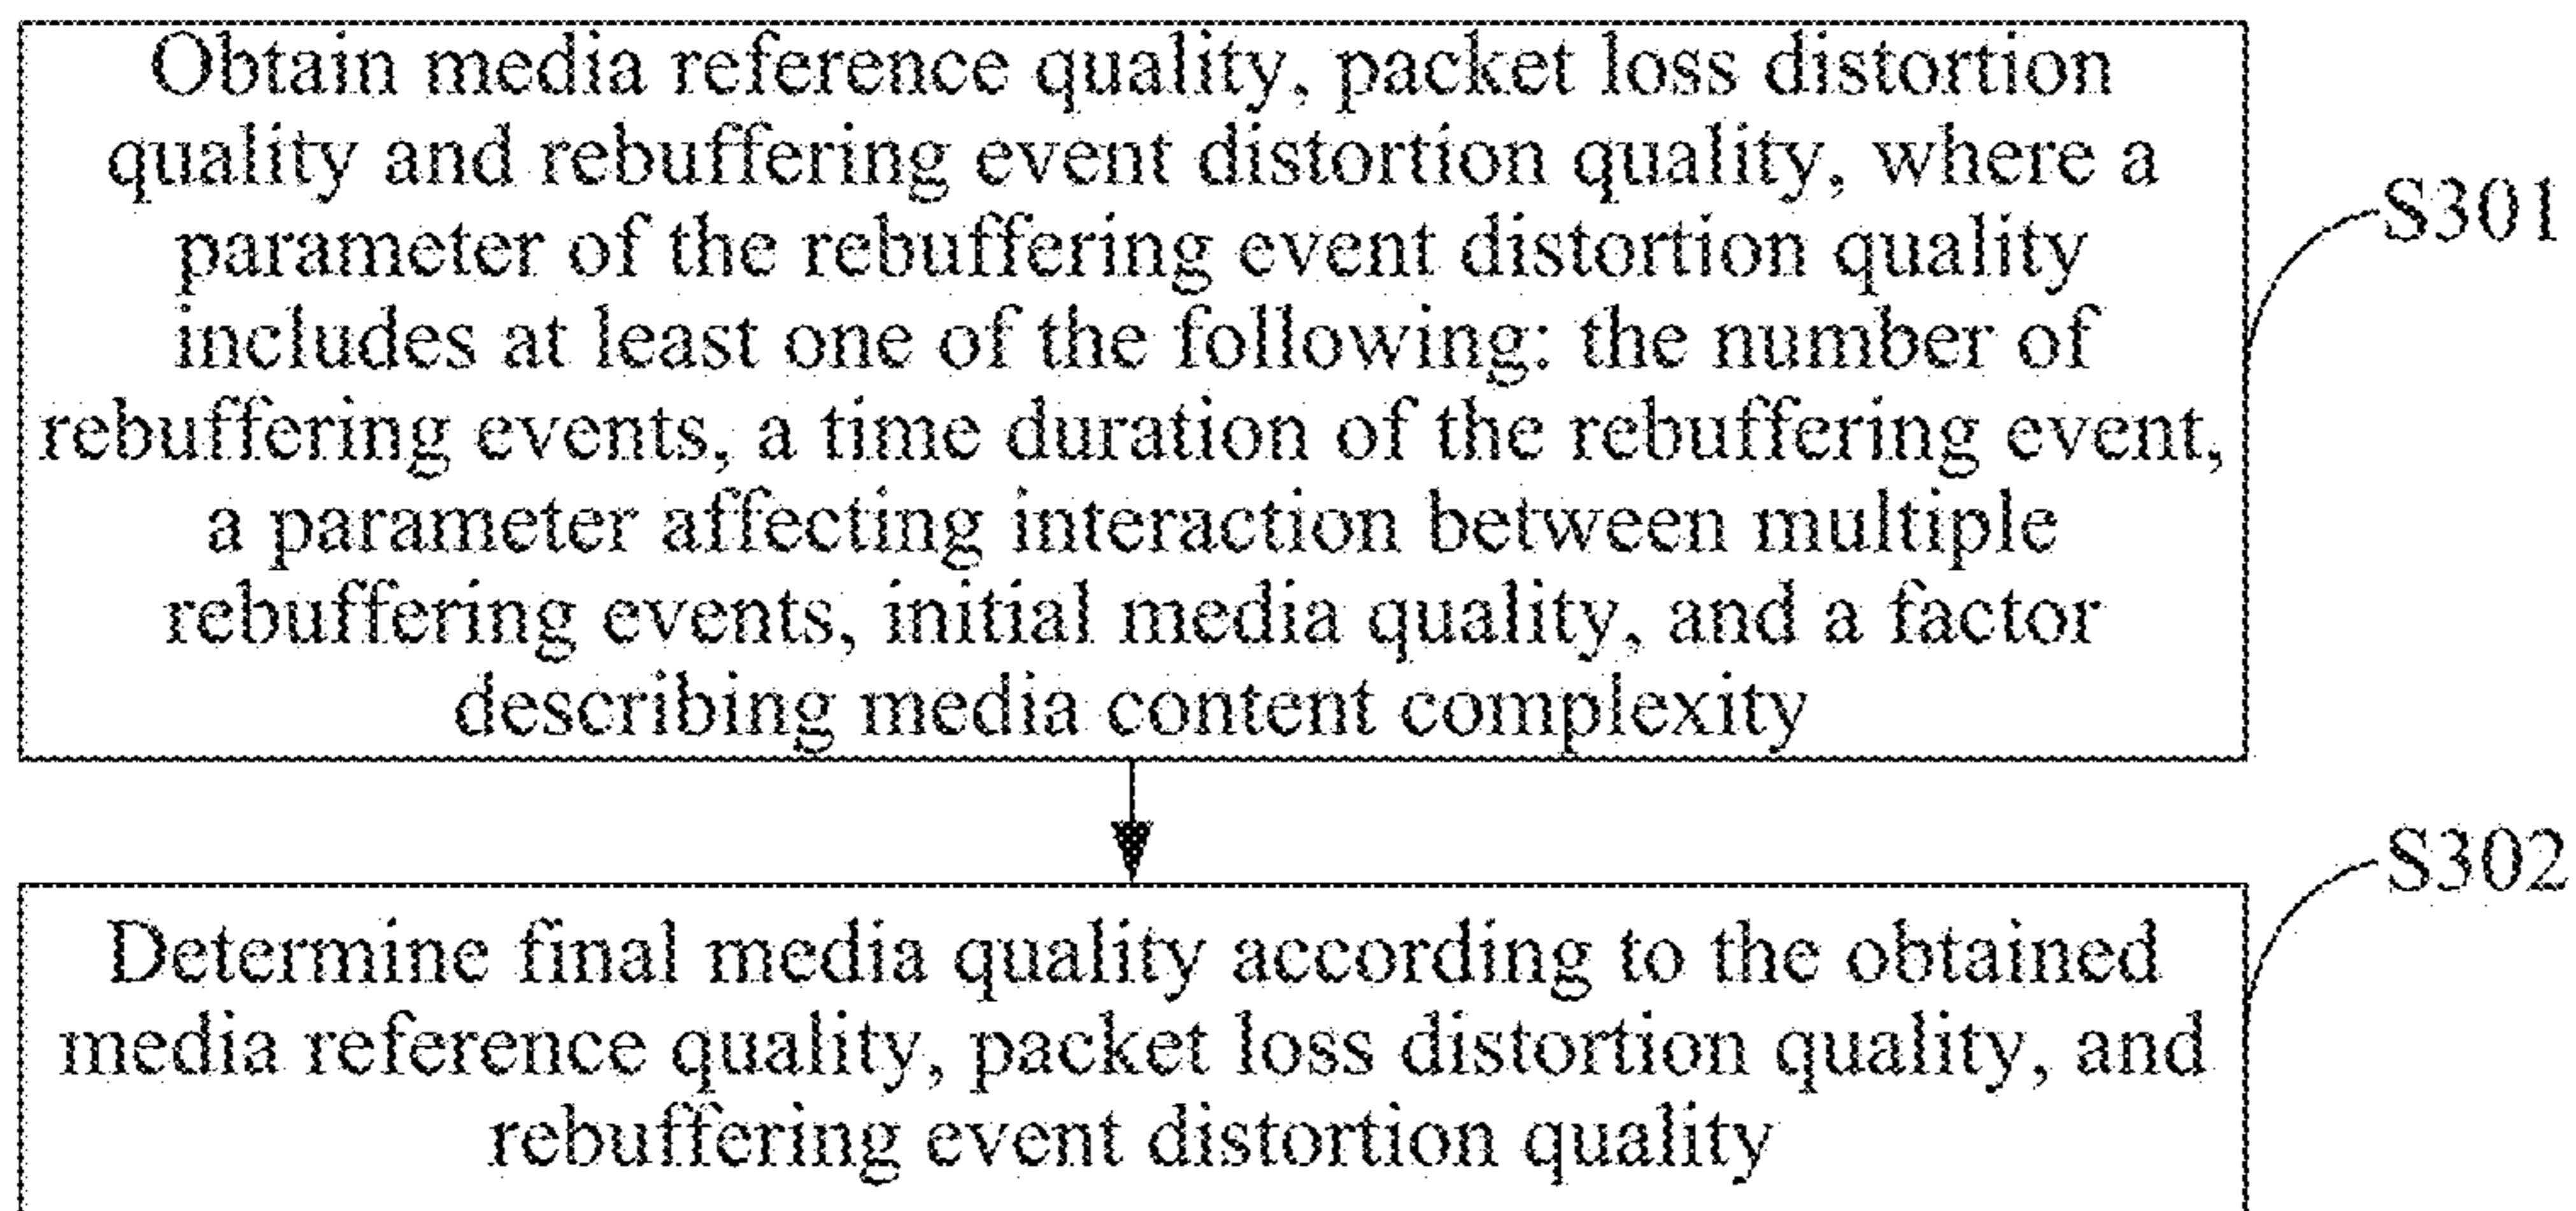 Obtain media reference quality, packet loss distortion
quality and rebuffering event distortion quality, where a
parameter of the rebuffering event distortion quality
includes at least one of the following: the number of
rebuffering events, a time duration of the rebuffering event,
a parameter affecting interaction between multiple
rebuffering events, initial media quality, and a factor
describing media content complexity
S301
Determine final media quality according to the obtained
media reference quality, packet loss distortion quality, and
rebuffering event distortion quality
S302